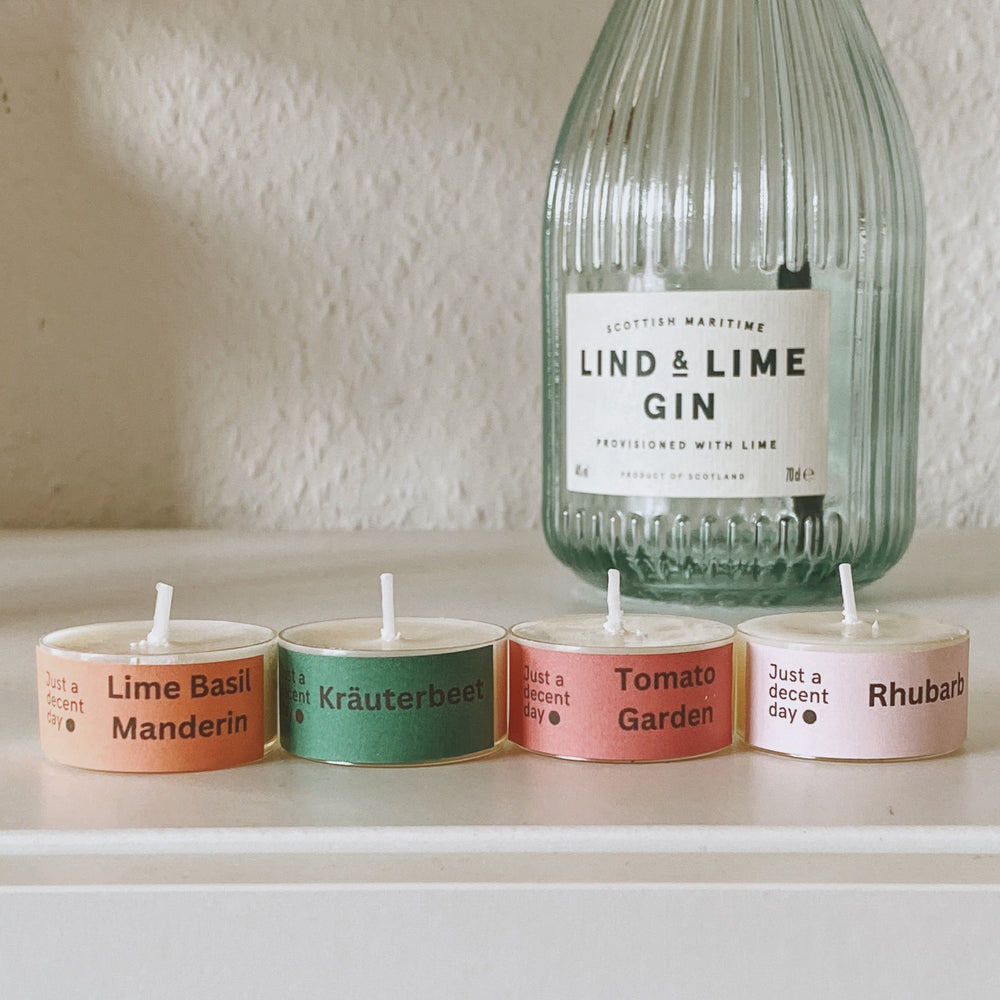 SCOTTISH MARITIME
LIND & LIME
GIN
PROVISIONED WITH LIME
PRODUCT OF SCOTLAND
70cl e
Just a
decent
day
Lime Basil
Manderin
Just a
decent
day
Kräuterbeet
Just a
decent
day
Tomato
Garden
Just a
decent
day
Rhubarb